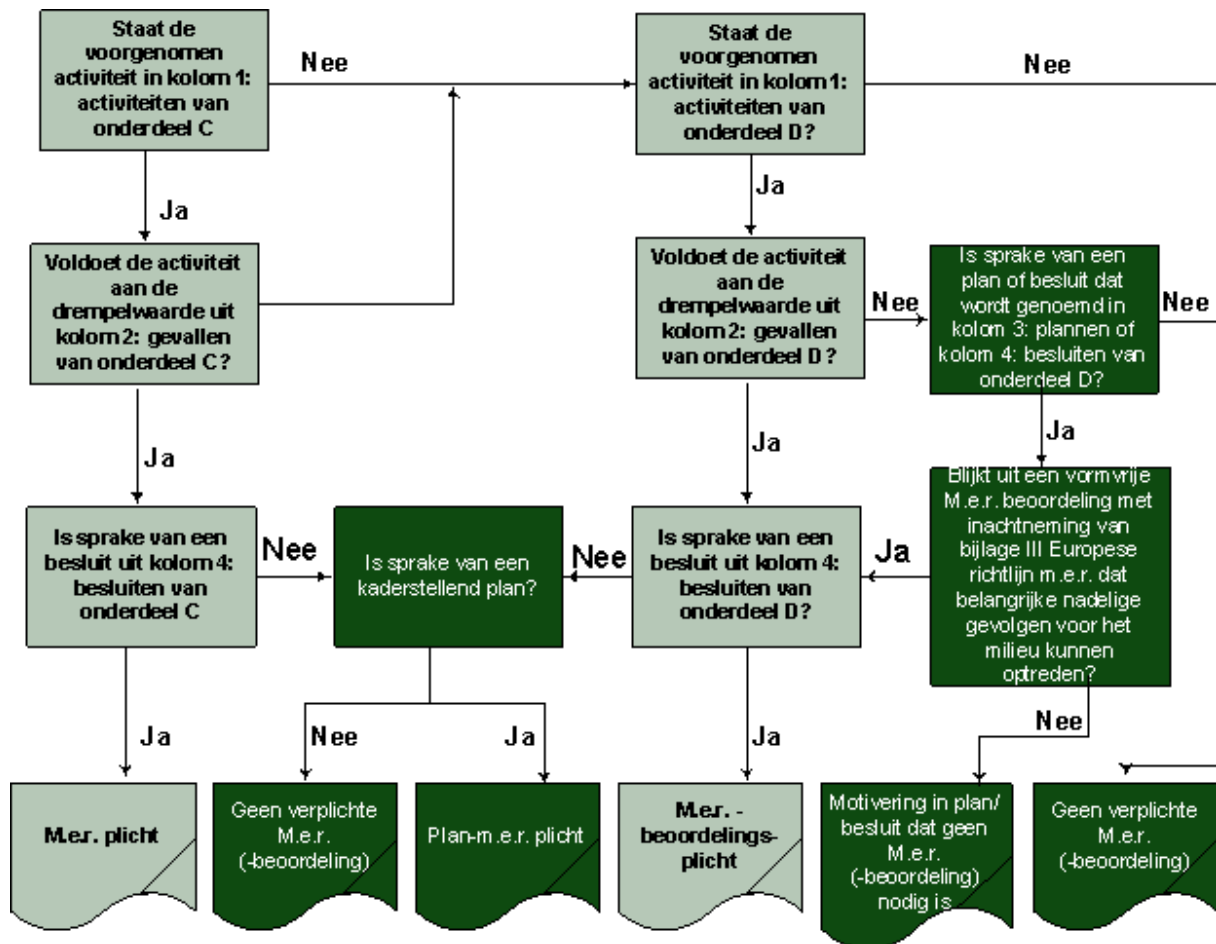 Staat de
voorgenomen
activiteit in kolom 1:
activiteiten van
onderdeel C
Nee
Staat de
voorgenomen
activiteit in kolom 1:
activiteiten van
onderdeel D?
Nee
Ja
Ja
Voldoet de activiteit
aan de
drempelwaarde uit
kolom 2: gevallen
van onderdeel C?
Voldoet de activiteit
aan de
drempelwaarde uit
kolom 2: gevallen
van onderdeel D?
Nee
Is sprake van een
plan of besluit dat
wordt genoemd in
kolom 3: plannen of
kolom 4: besluiten van
onderdeel D?
Nee
Ja
Ja
Ja
Is sprake van een
besluit uit kolom 4:
besluiten van
onderdeel C
Nee
Is sprake van een
kaderstellend plan?
Nee
Is sprake van een
besluit uit kolom 4:
besluiten van
onderdeel D?
Ja
Blijkt uit een vormvrije
M.e.r. beoordeling met
inachtneming van
bijlage III Europese
richtlijn m.e.r. dat
belangrijke nadelige
gevolgen voor het
milieu kunnen
optreden?
Ja
Nee
Ja
Ja
Nee
M.e.r. plicht
Geen verplichte
M.e.r.
(-beoordeling)
Plan-m.e.r. plicht
M.e.r. -
beoordelings-
plicht
Motivering in plan/
besluit dat geen
M.e.r.
(-beoordeling)
nodig is
Geen verplichte
M.e.r.
(-beoordeling)